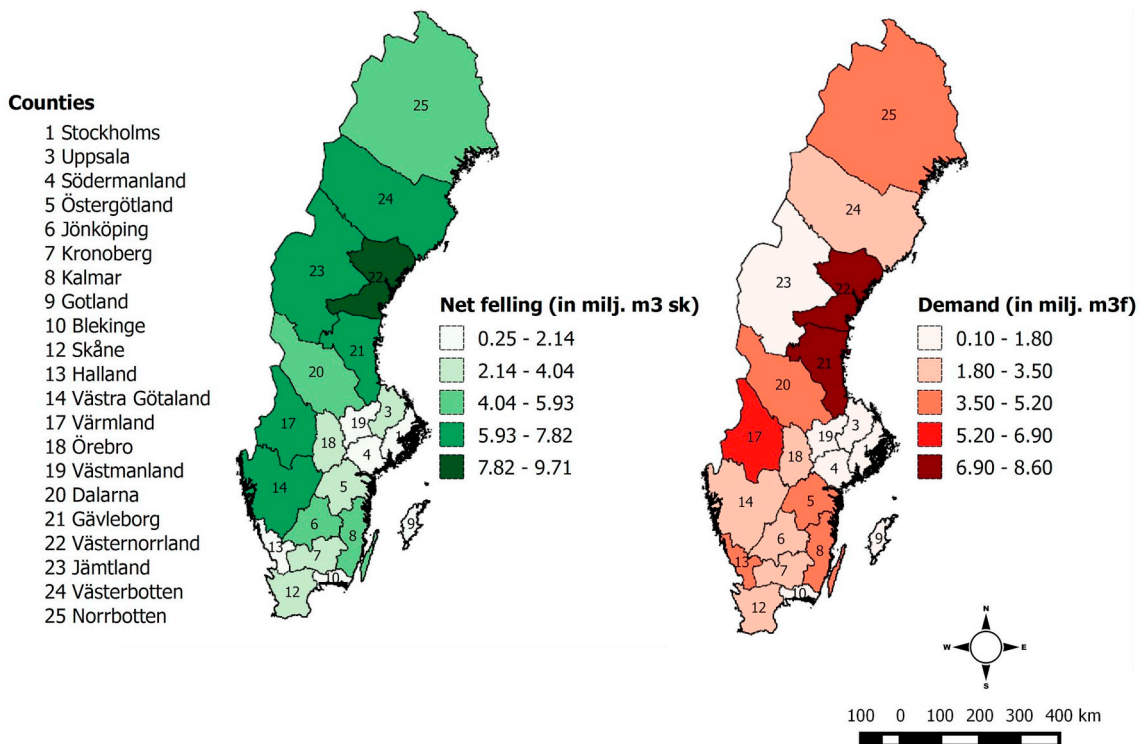 Counties
1 Stockholms
3 Uppsala
4 Södermanland
5 Östergötland
6 Jönköping
7 Kronoberg
8 Kalmar
9 Gotland
10 Blekinge
12 Skåne
13 Halland
14 Västra Götaland
17 Värmland
18 Örebro
19 Västmanland
20 Dalarna
21 Gävleborg
22 Västernorrland
23 Jämtland
24 Västerbotten
25 Norrbotten
25
24
23
22
21
20
19
3
17
18
4
1
14
5
6
8
9
13
7
10
12
Net felling (in milj. m3 sk)
0.25 - 2.14
2.14 - 4.04
4.04 - 5.93
5.93 - 7.82
7.82 - 9.71
25
24
23
22
21
20
19
3
17
18
4
1
14
5
6
8
9
13
7
10
12
Demand (in milj. m3f)
0.10 - 1.80
1.80 - 3.50
3.50 - 5.20
5.20 - 6.90
6.90 - 8.60
N
W E
S
100 0 100 200 300 400 km